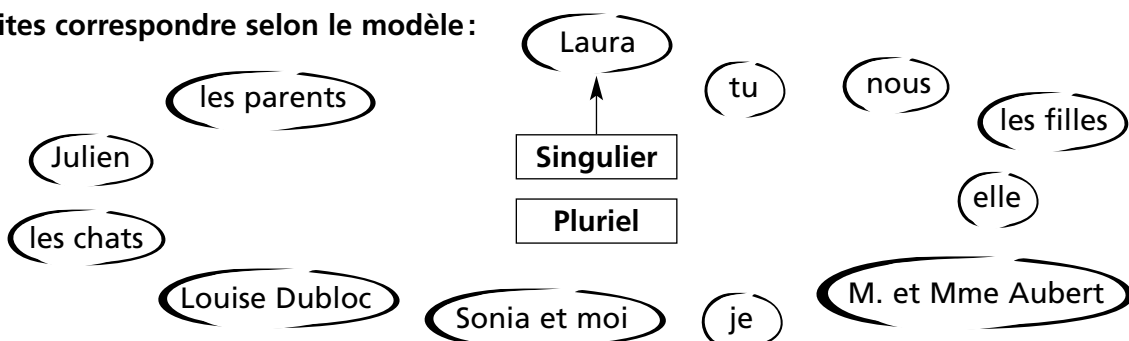 ites correspondre selon le modèle :
Laura
les parents
tu
nous
les filles
Julien
Singulier
elle
Pluriel
les chats
Louise Dubloc
Sonia et moi
je
M. et Mme Aubert